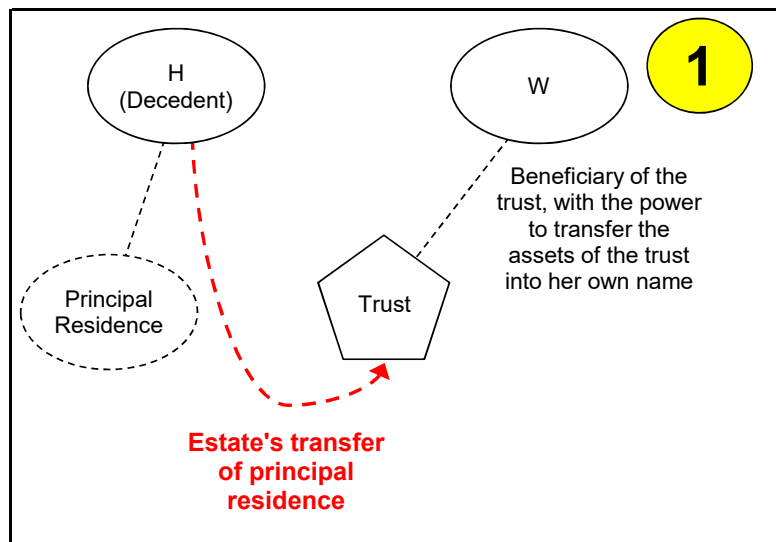 H
(Decedent)
W
1
Beneficiary of the
trust, with the power
to transfer the
assets of the trust
into her own name
Principal
Residence
Trust
Estate's transfer
of principal
residence